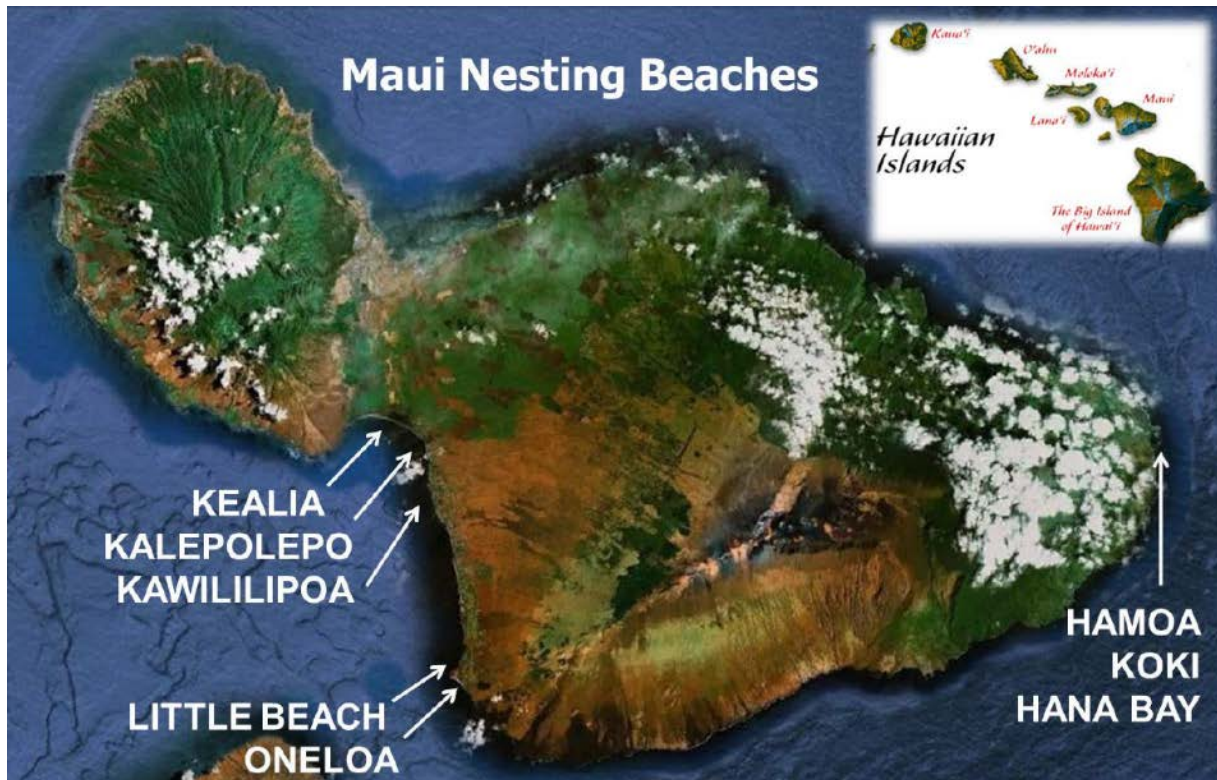 Maui Nesting Beaches
Kaua'i
O'ahu
Moloka'i
Maui
Lana'i
Hawaiian
Islands
The Big Island
of Hawai'i
KEALIA
KALEPOLEPO
KAWILILIPOA
LITTLE BEACH
ONELOA
HAMOA
KOKI
HANA BAY